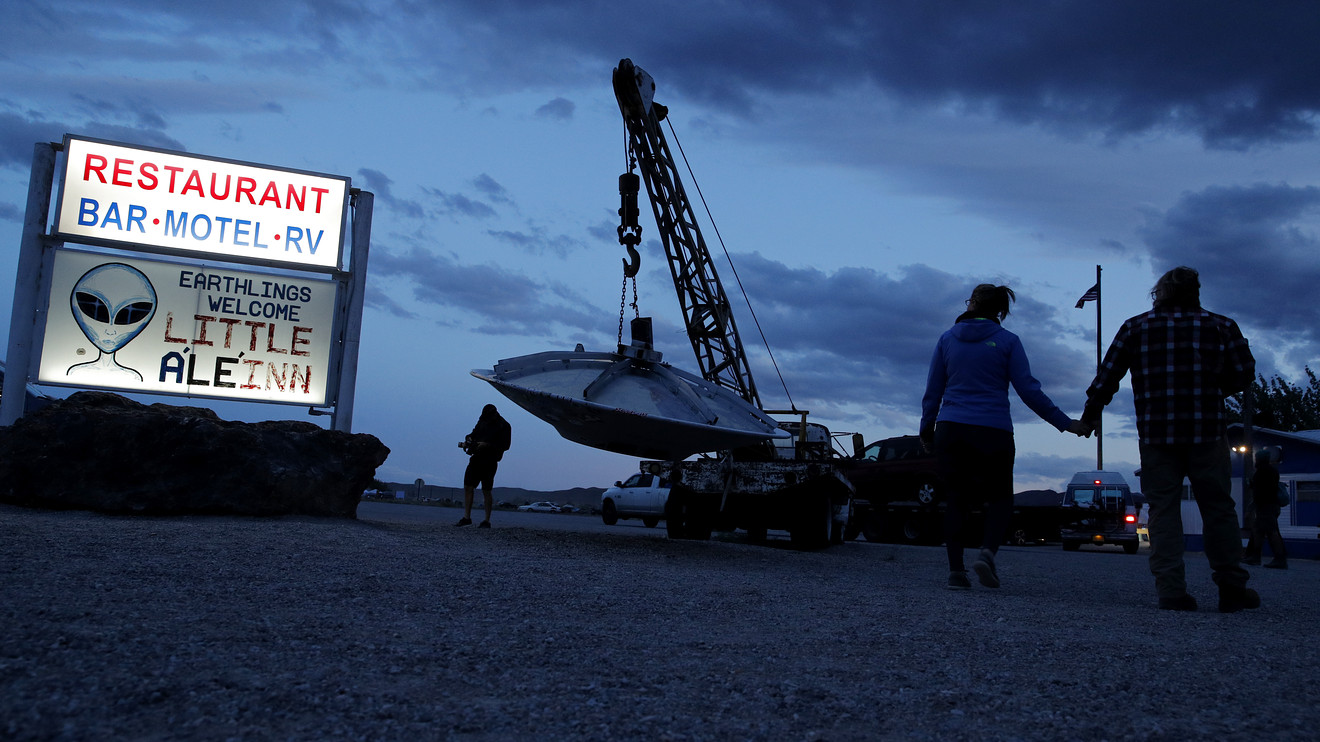 RESTAURANT
BAR•MOTEL•RV
EARTHLINGS
WELCOME
LITTLE
A'LE'INN